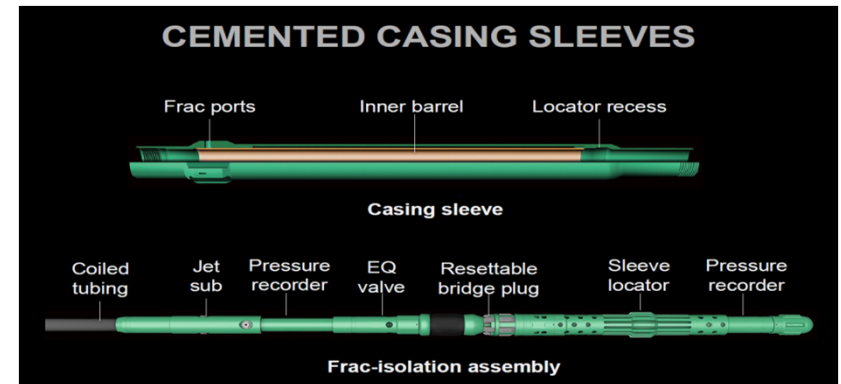 CEMENTED CASING SLEEVES
Frac ports
Inner barrel
Locator recess
Casing sleeve
Coiled
tubing
Jet
sub
Pressure
recorder
EQ
valve
Resettable
bridge plug
Sleeve
locator
Pressure
recorder
Frac-isolation assembly